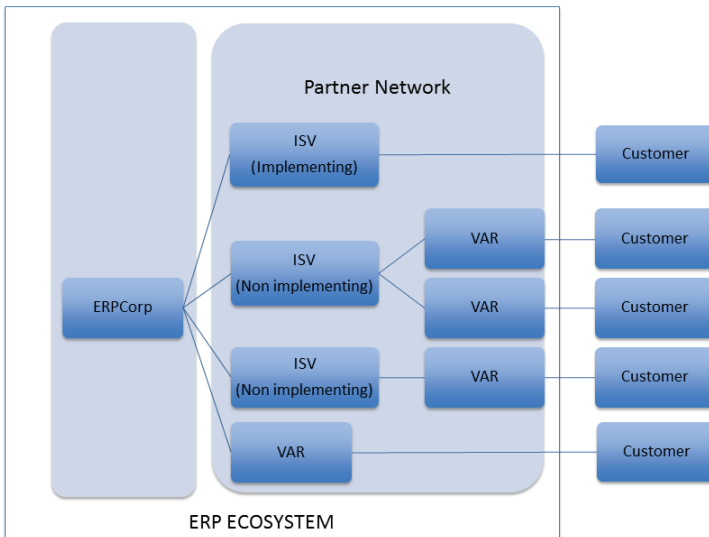 Partner Network
ISV
(Implementing)
Customer
VAR
Customer
ISV
(Non implementing)
ERPCorp
VAR
Customer
ISV
(Non implementing)
VAR
Customer
VAR
Customer
ERP ECOSYSTEM